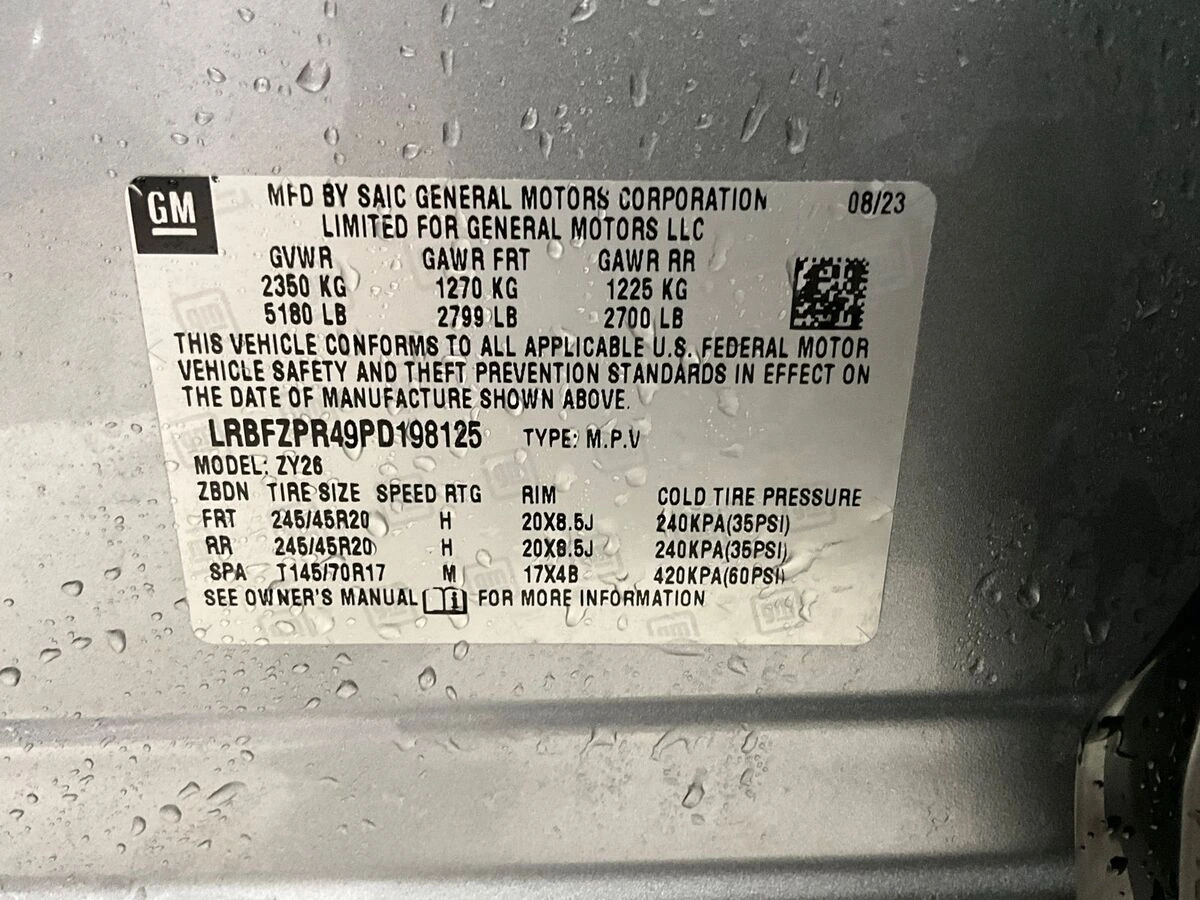 GM
MFD BY SAIC GENERAL MOTORS CORPORATION 08/23
LIMITED FOR GENERAL MOTORS LLC
GVWR GAWR FRT GAWR RR
2350 KG 1270 KG 1225 KG
5180 LB 2799 LB 2700 LB
THIS VEHICLE CONFORMS TO ALL APPLICABLE U.S. FEDERAL MOTOR
VEHICLE SAFETY AND THEFT PREVENTION STANDARDS IN EFFECT ON
THE DATE OF MANUFACTURE SHOWN ABOVE.
LRBFZPR49PD198125 TYPE: M.P.V
MODEL: ZY26
ZBDN TIRE SIZE SPEED RTG RIM COLD TIRE PRESSURE
FRT 245/45R20 H 20X8.5J 240KPA(35PSI)
RR 245/45R20 H 20X8.5J 240KPA(35PSI)
SPA T145/70R17 M 17X4B 420KPA(60PSI)
SEE OWNER'S MANUAL i FOR MORE INFORMATION